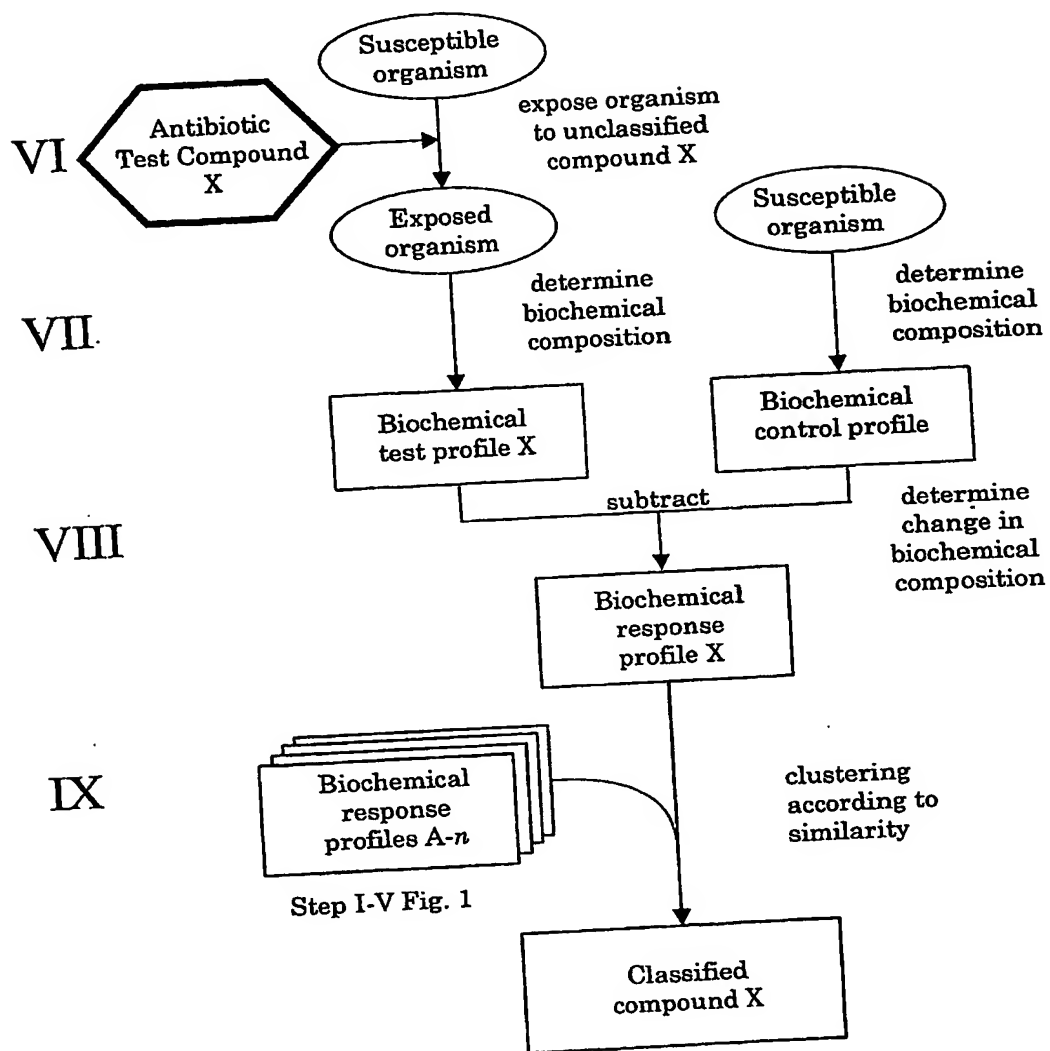 Susceptible
organism
VI
Antibiotic
Test Compound
X
expose organism
to unclassified
compound X
Exposed
organism
Susceptible
organism
VII
determine
biochemical
composition
determine
biochemical
composition
Biochemical
test profile X
Biochemical
control profile
VIII
subtract
determine
change in
biochemical
composition
Biochemical
response
profile X
IX
Biochemical
response
profiles A-n
Step I-V Fig. 1
clustering
according to
similarity
Classified
compound X